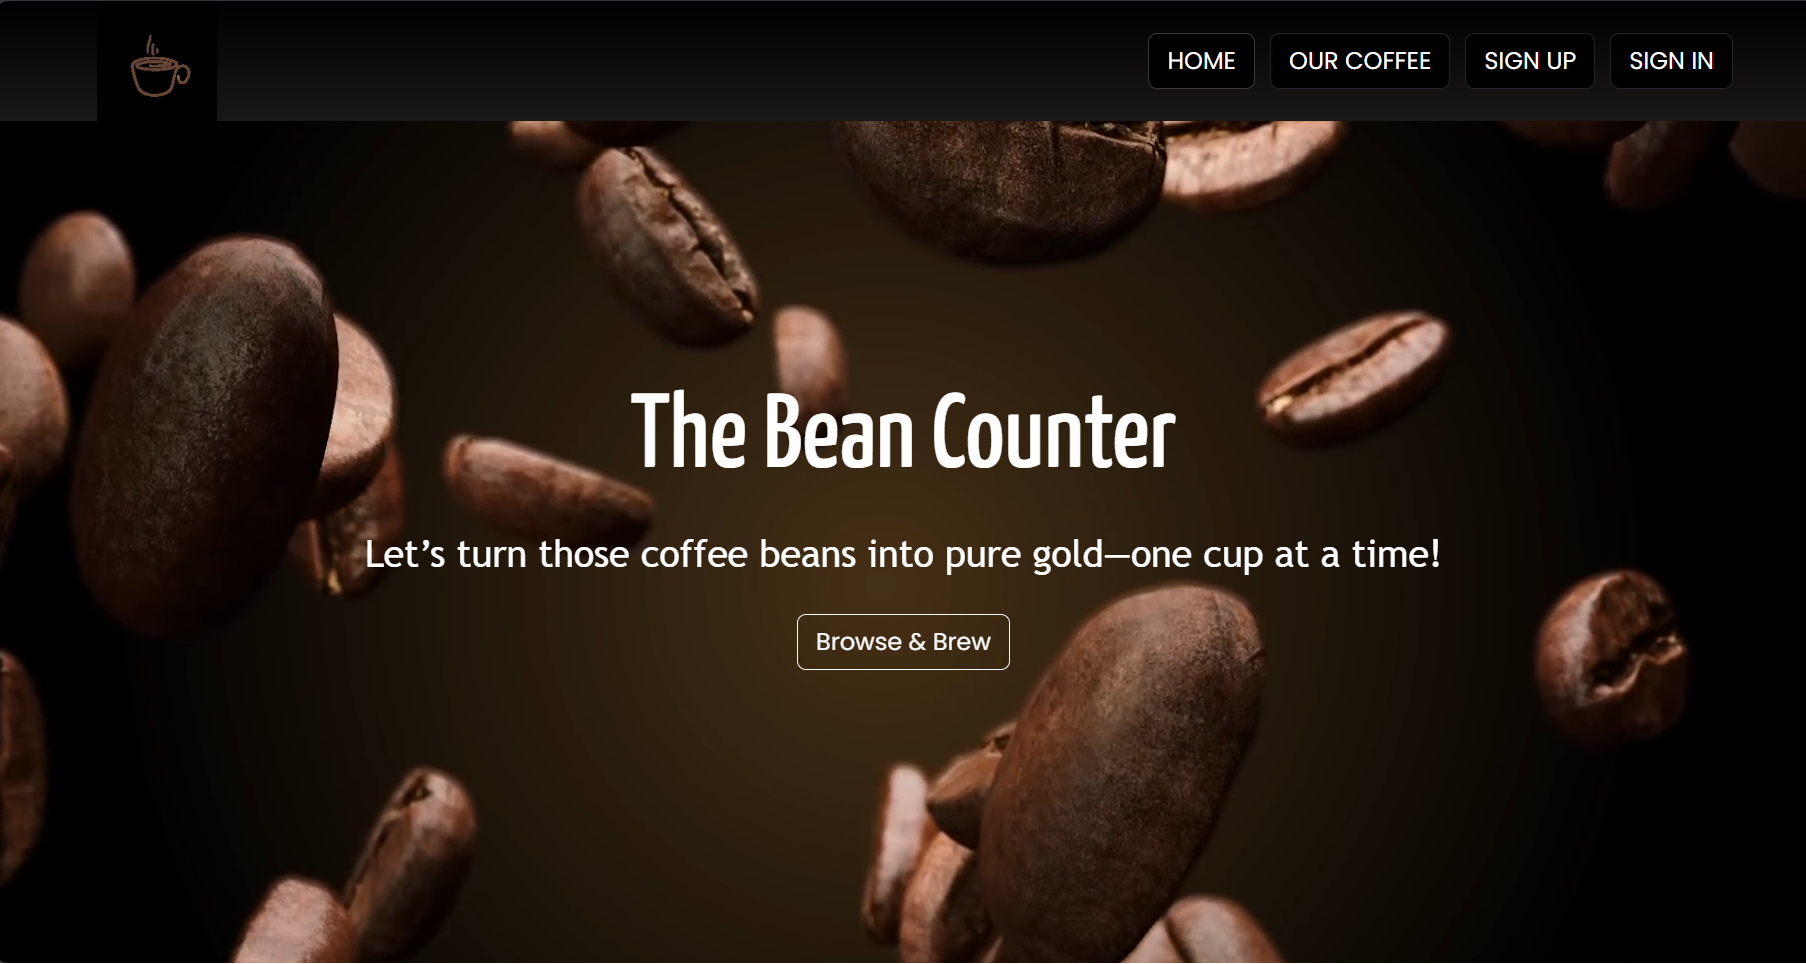 HOME
OUR COFFEE
SIGN UP
SIGN IN
The Bean Counter
Let’s turn those coffee beans into pure gold—one cup at a time!
Browse & Brew